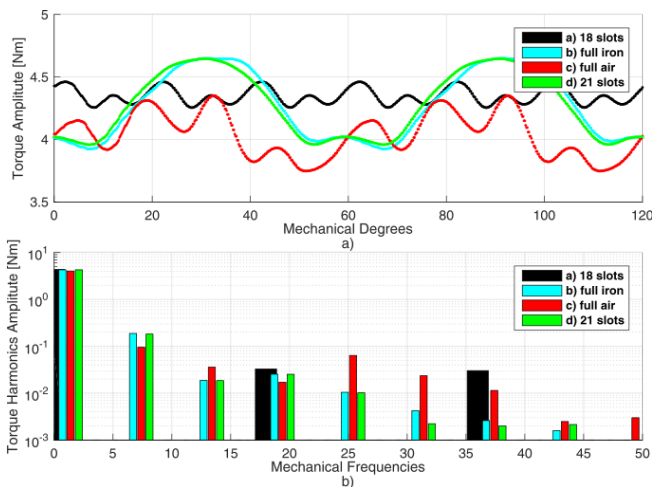 5
4.5
4
3.5
Torque Amplitude [Nm]
a) 18 slots
b) full iron
c) full air
d) 21 slots
0 20 40 60 80 100 120
Mechanical Degrees
a)
10^1
10^0
10^-1
10^-2
10^-3
Torque Harmonics Amplitude [Nm]
a) 18 slots
b) full iron
c) full air
d) 21 slots
0 5 10 15 20 25 30 35 40 45 50
Mechanical Frequencies
b)